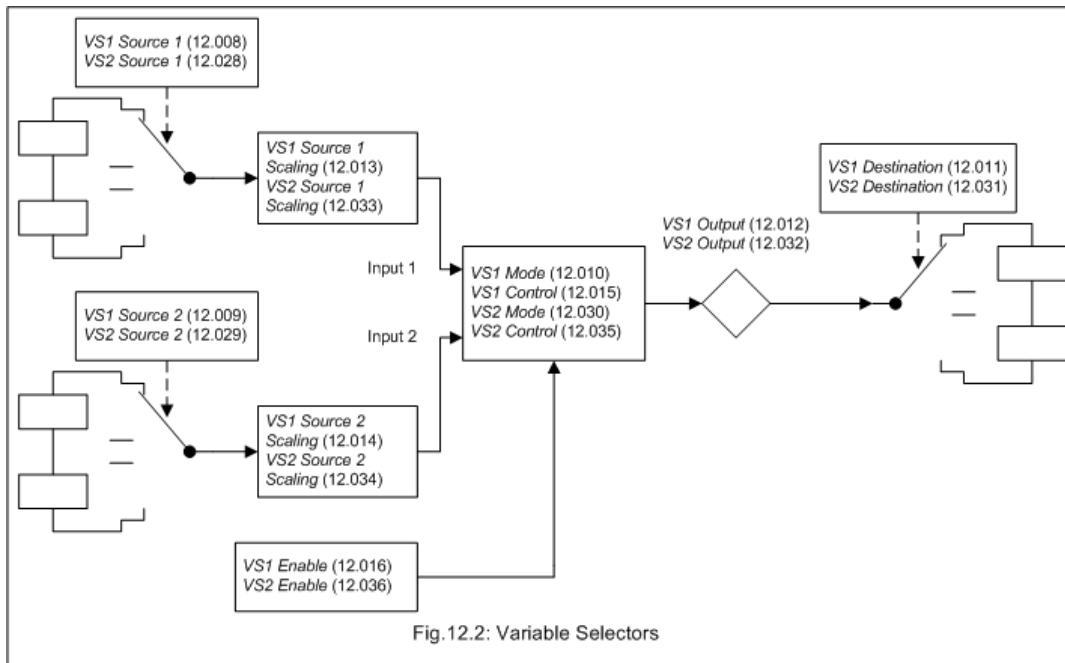 VS1 Source 1 (12.008)
VS2 Source 1 (12.028)
VS1 Source 1
Scaling (12.013)
VS2 Source 1
Scaling (12.033)
VS1 Destination (12.011)
VS2 Destination (12.031)
VS1 Output (12.012)
VS2 Output (12.032)
Input 1
VS1 Mode (12.010)
VS1 Control (12.015)
VS2 Mode (12.030)
VS2 Control (12.035)
VS1 Source 2 (12.009)
VS2 Source 2 (12.029)
Input 2
VS1 Source 2
Scaling (12.014)
VS2 Source 2
Scaling (12.034)
VS1 Enable (12.016)
VS2 Enable (12.036)
Fig.12.2: Variable Selectors